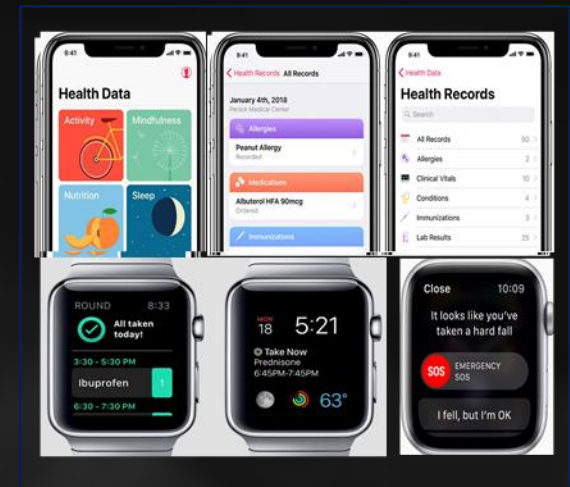 9:41
Health Data
Activity
Mindfulness
Nutrition
Sleep
9:41
Health Records All Records
January 4th, 2018
Penick Medical Center
Allergies
Peanut Allergy
Recorded
Medications
Albuterol HFA 90mcg
Ordered
Immunizations
9:41
Health Data
Health Records
Search
All Records 50
Allergies 2
Clinical Vitals 10
Conditions 4
Immunizations 3
Lab Results 25
ROUND 8:33
All taken
today!
3:30 - 5:30 PM
Ibuprofen 1
6:30 - 7:30 PM
MON
18 5:21
Take Now
Prednisone
6:45PM-7:45PM
63°
Close 10:09
It looks like you've
taken a hard fall
SOS EMERGENCY
SOS
I fell, but I'm OK